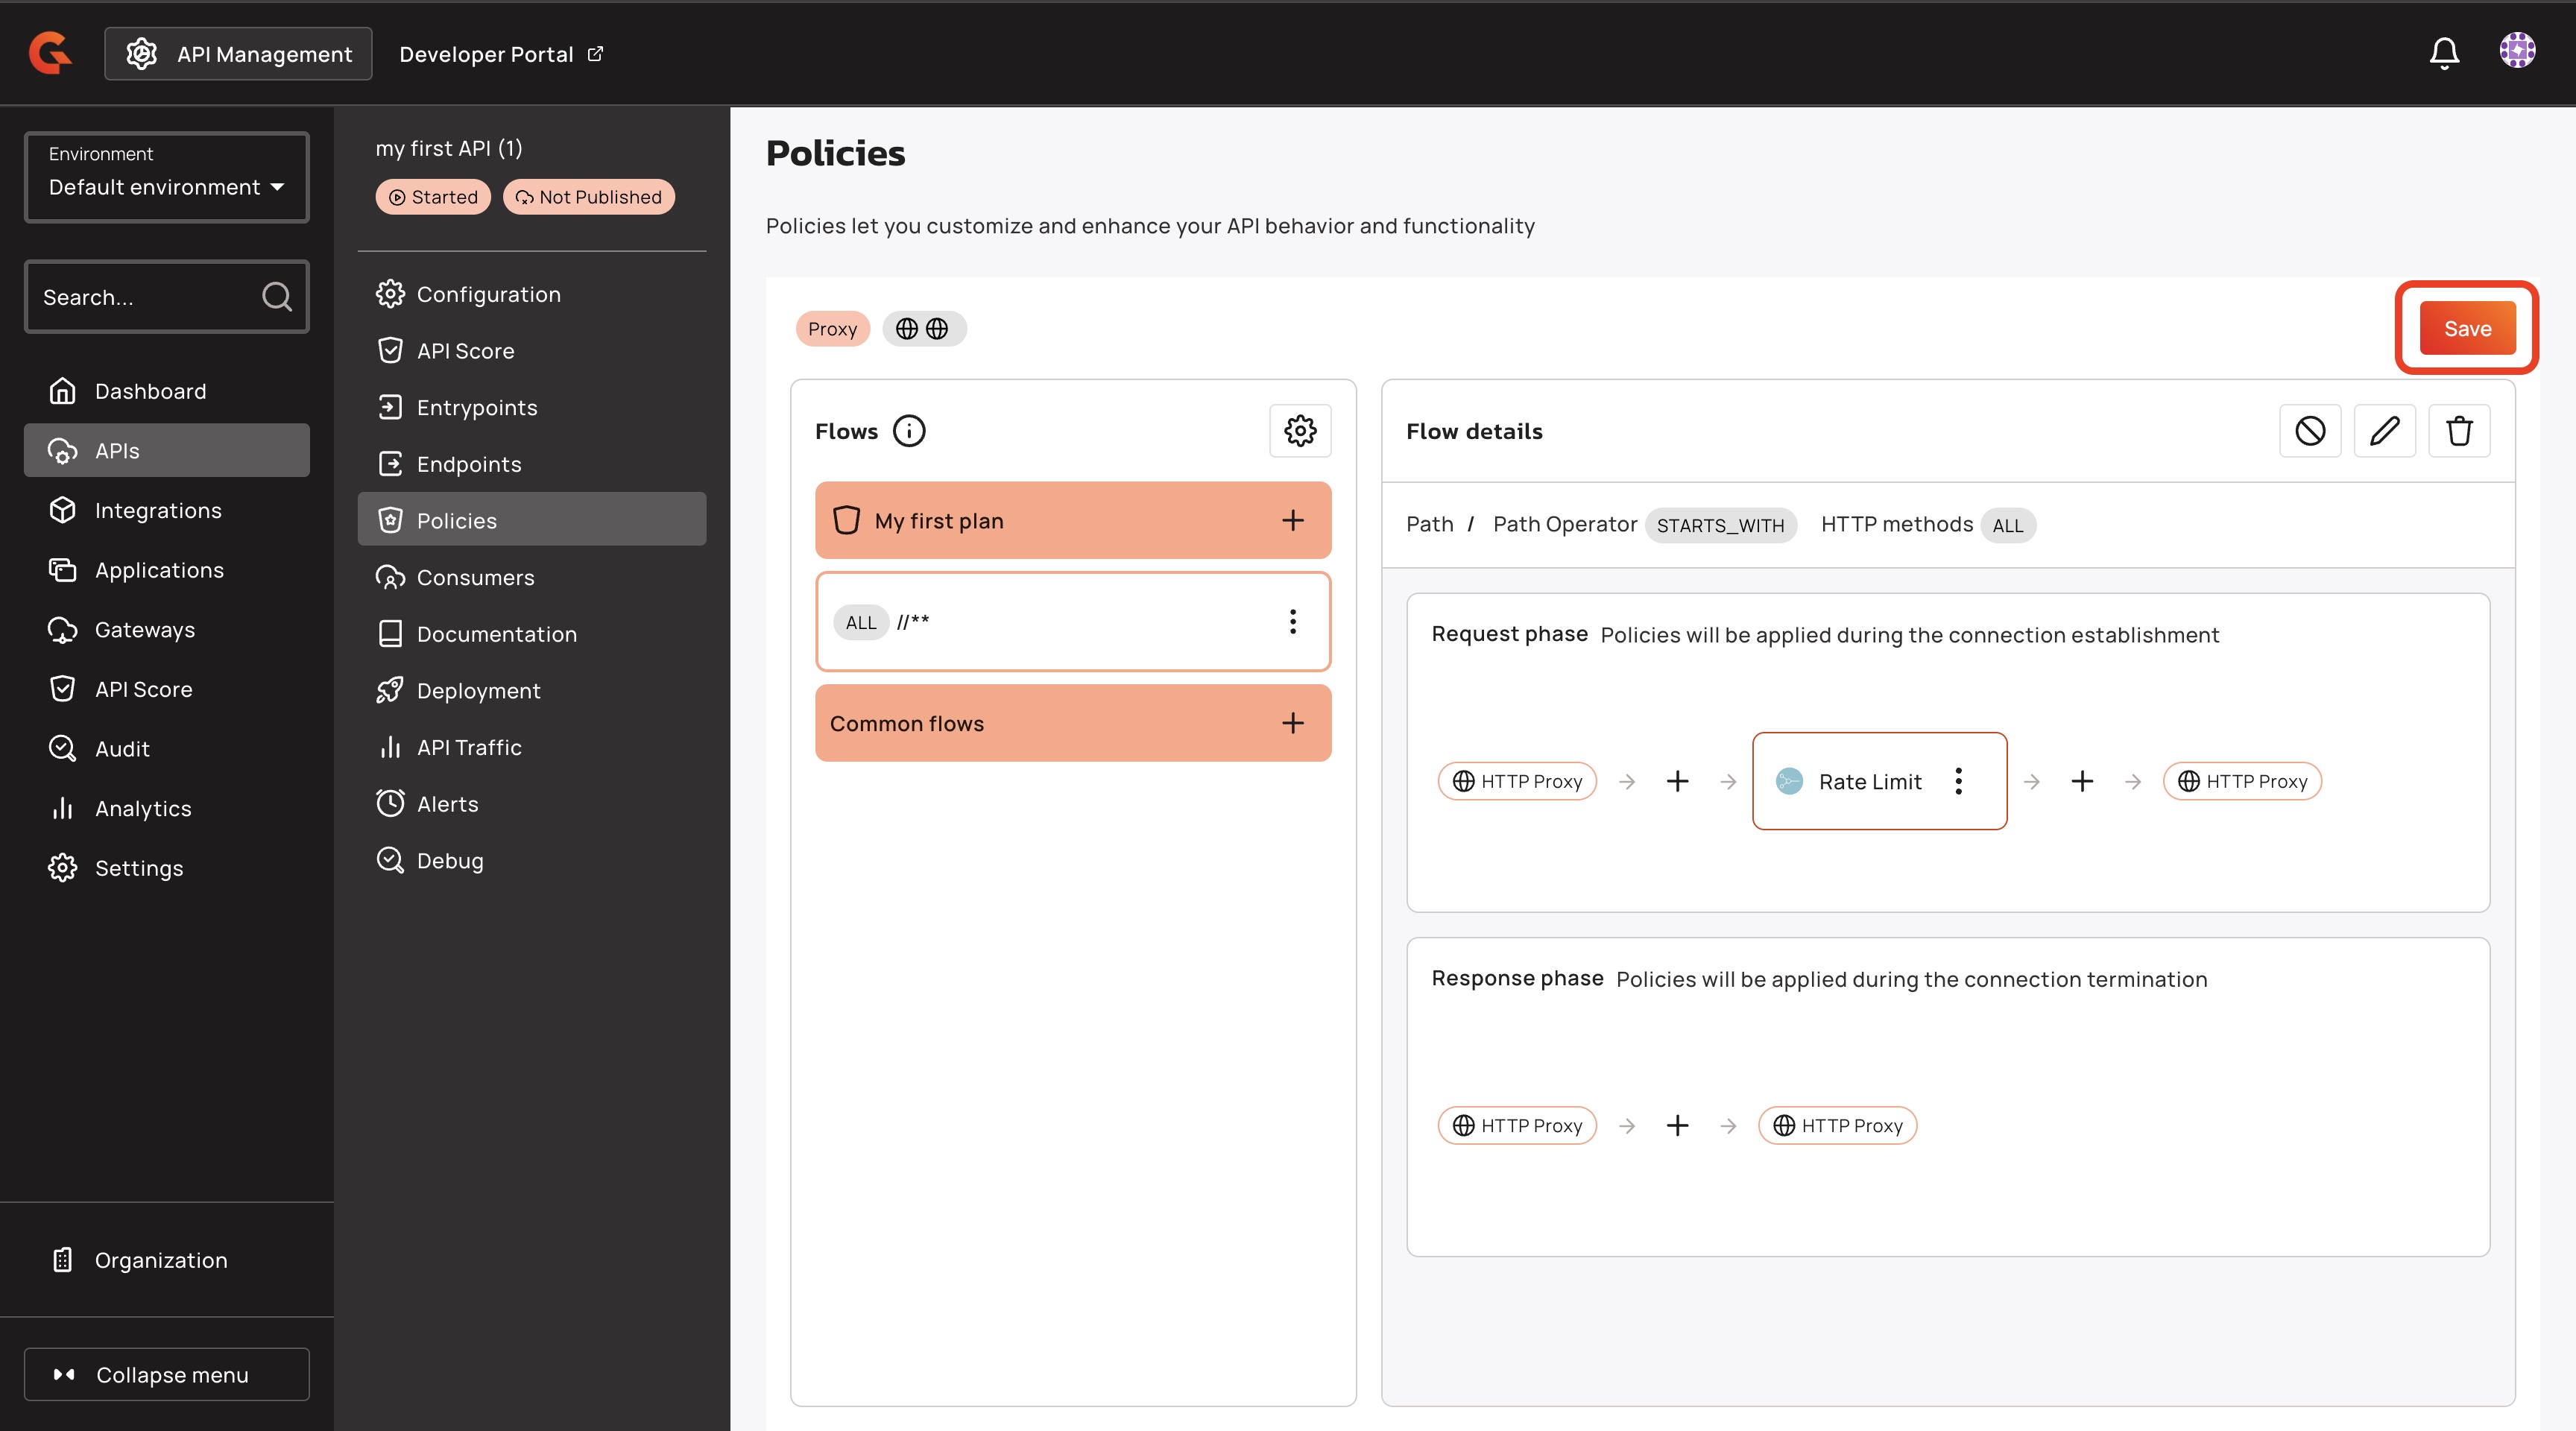 API Management
Developer Portal
Environment
Default environment
Search...
Dashboard
APIs
Integrations
Applications
Gateways
API Score
Audit
Analytics
Settings
Organization
Collapse menu
my first API (1)
Started
Not Published
Configuration
API Score
Entrypoints
Endpoints
Policies
Consumers
Documentation
Deployment
API Traffic
Alerts
Debug
Policies
Policies let you customize and enhance your API behavior and functionality
Proxy
Save
Flows
My first plan
ALL //**
Common flows
Flow details
Path / Path Operator STARTS_WITH HTTP methods ALL
Request phase Policies will be applied during the connection establishment
HTTP Proxy
Rate Limit
HTTP Proxy
Response phase Policies will be applied during the connection termination
HTTP Proxy
HTTP Proxy